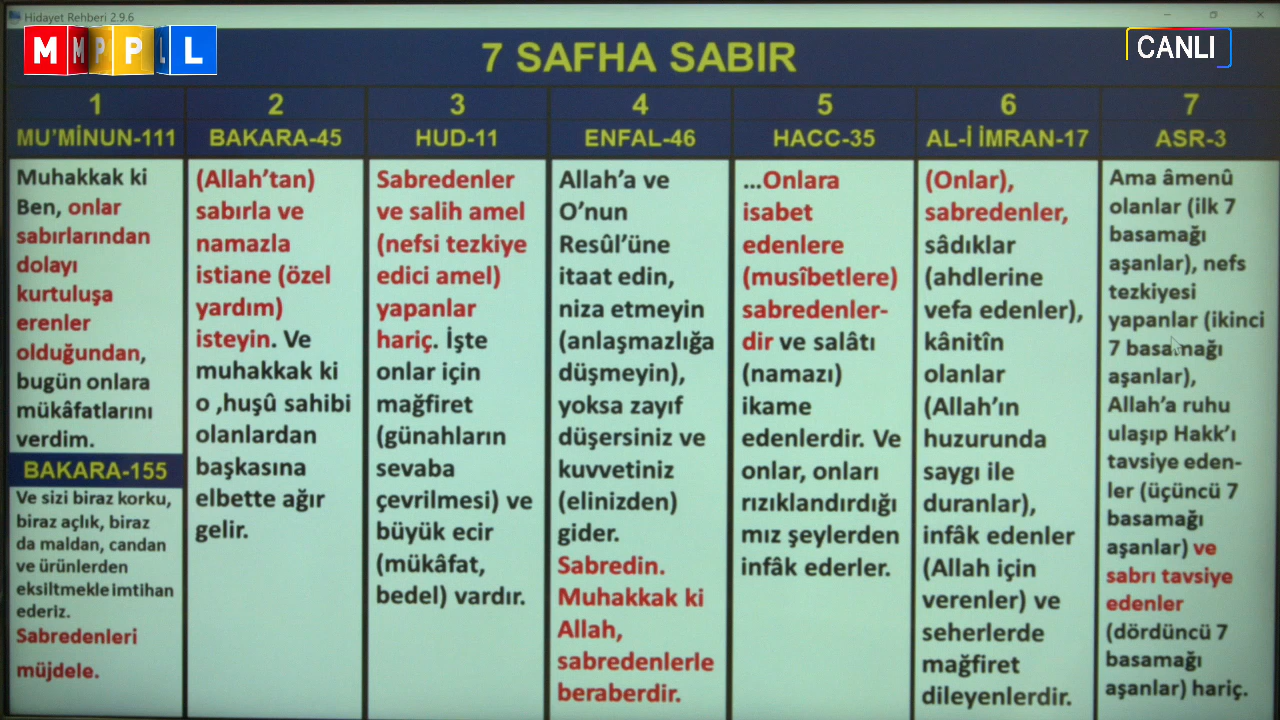 Hidayet Rehberi 2.9.6
M M P P L L
CANLI
7 SAFHA SABIR
1
MU’MİNUN-111
Muhakkak ki
Ben, onlar
sabırlarından
dolayı
kurtuluşa
erenler
olduğundan,
bugün onlara
mükâfatlarını
verdim.
BAKARA-155
Ve sizi biraz korku,
biraz açlık, biraz
da maldan, candan
ve ürünlerden
eksiltmekle imtihan
ederiz.
Sabredenleri
müjdele.
2
BAKARA-45
(Allah’tan)
sabırla ve
namazla
istiane (özel
yardım)
isteyin. Ve
muhakkak ki
o ,huşû sahibi
olanlardan
başkasına
elbette ağır
gelir.
3
HUD-11
Sabredenler
ve salih amel
(nefsi tezkiye
edici amel)
yapanlar
hariç. İşte
onlar için
mağfiret
(günahların
sevaba
çevrilmesi) ve
büyük ecir
(mükâfat,
bedel) vardır.
4
ENFAL-46
Allah’a ve
O’nun
Resûl’üne
itaat edin,
niza etmeyin
(anlaşmazlığa
düşmeyin),
yoksa zayıf
düşersiniz ve
kuvvetiniz
(elinizden)
gider.
Sabredin.
Muhakkak ki
Allah,
sabredenlerle
beraberdir.
5
HACC-35
...Onlara
isabet
edenlere
(musîbetlere)
sabredenler-
dir ve salâtı
(namazı)
ikame
edenlerdir. Ve
onlar, onları
rızıklandırdığı
mız şeylerden
infâk ederler.
6
AL-İ İMRAN-17
(Onlar),
sabredenler,
sâdıklar
(ahdlerine
vefa edenler),
kânitîn
olanlar
(Allah’ın
huzurunda
saygı ile
duranlar),
infâk edenler
(Allah için
verenler) ve
seherlerde
mağfiret
dileyenlerdir.
7
ASR-3
Ama âmenû
olanlar (ilk 7
basamağı
aşanlar), nefs
tezkiyesi
yapanlar (ikinci
7 basamağı
aşanlar),
Allah’a ruhu
ulaşıp Hakk’ı
tavsiye eden-
ler (üçüncü 7
basamağı
aşanlar) ve
sabrı tavsiye
edenler
(dördüncü 7
basamağı
aşanlar) hariç.